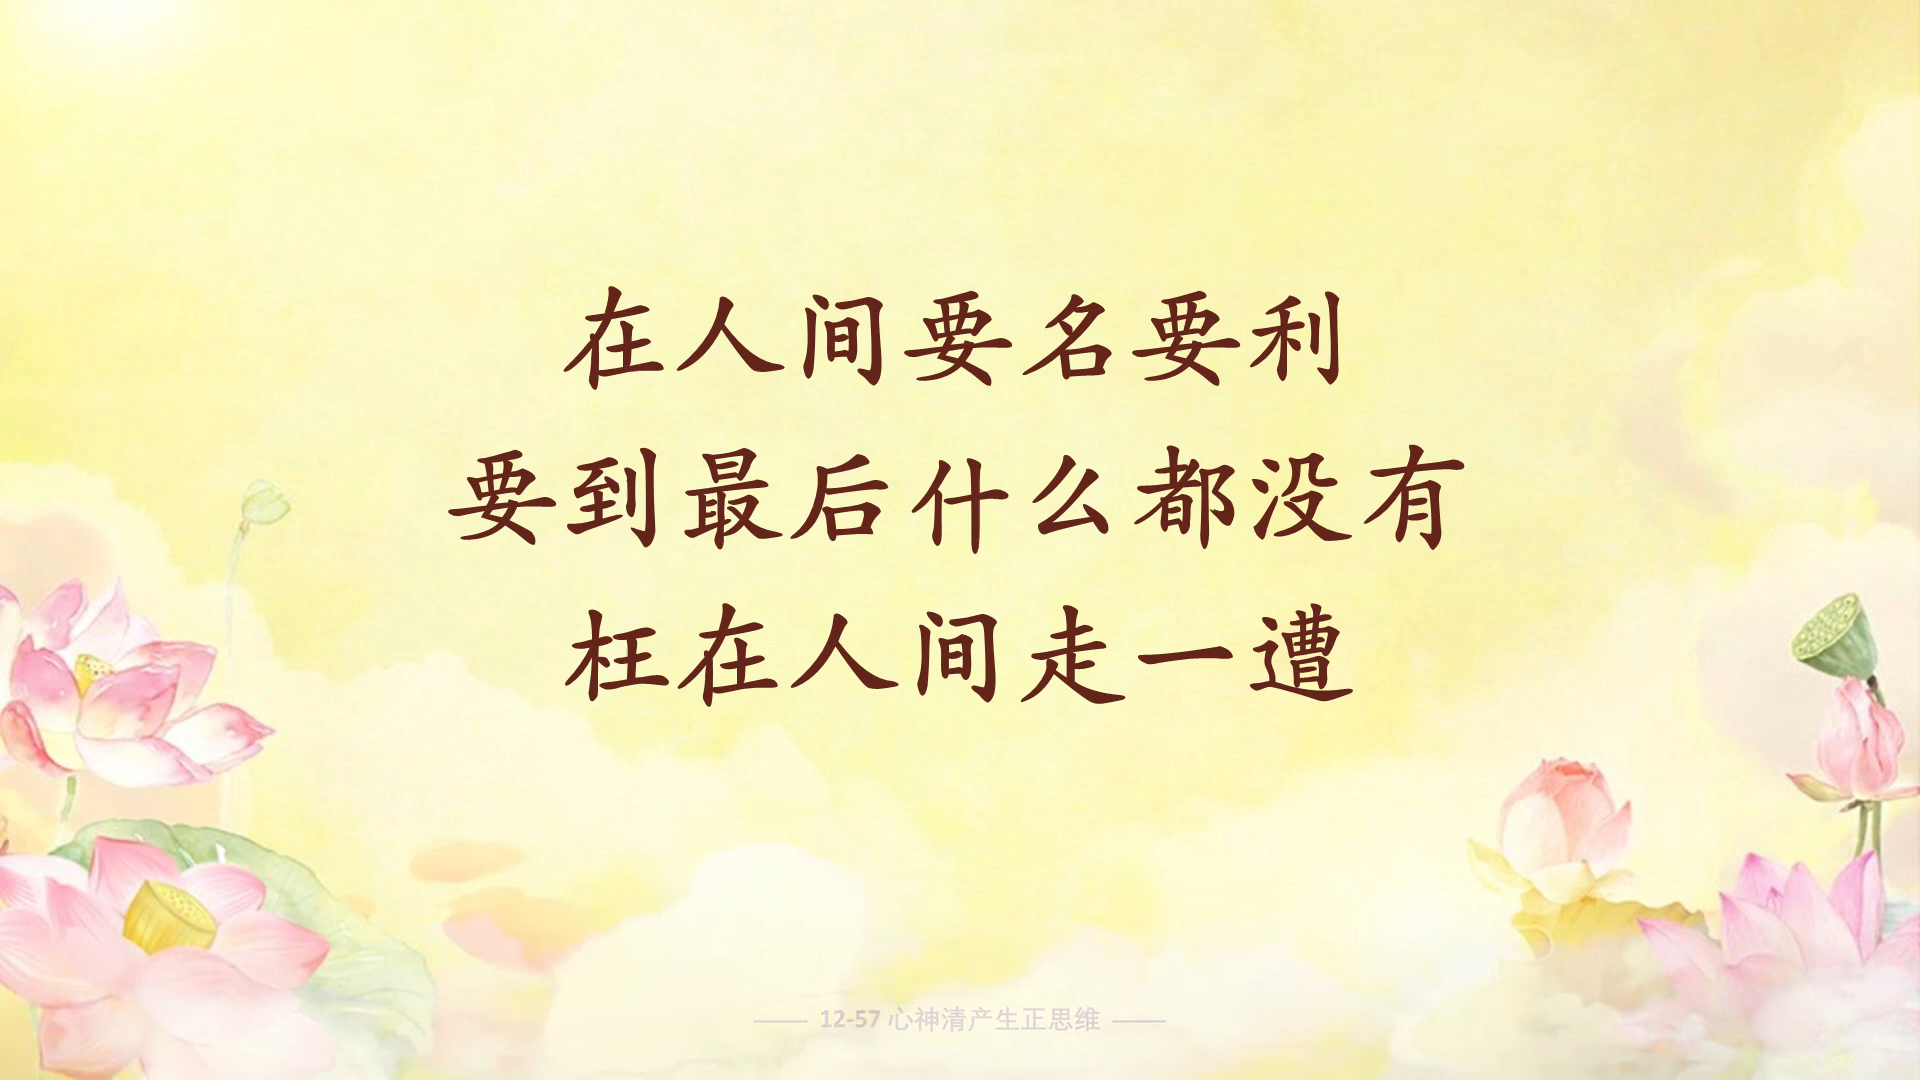 在人间要名要利
要到最后什么都没有
枉在人间走一遭
—— 12-57 心神清产生正思维 ——